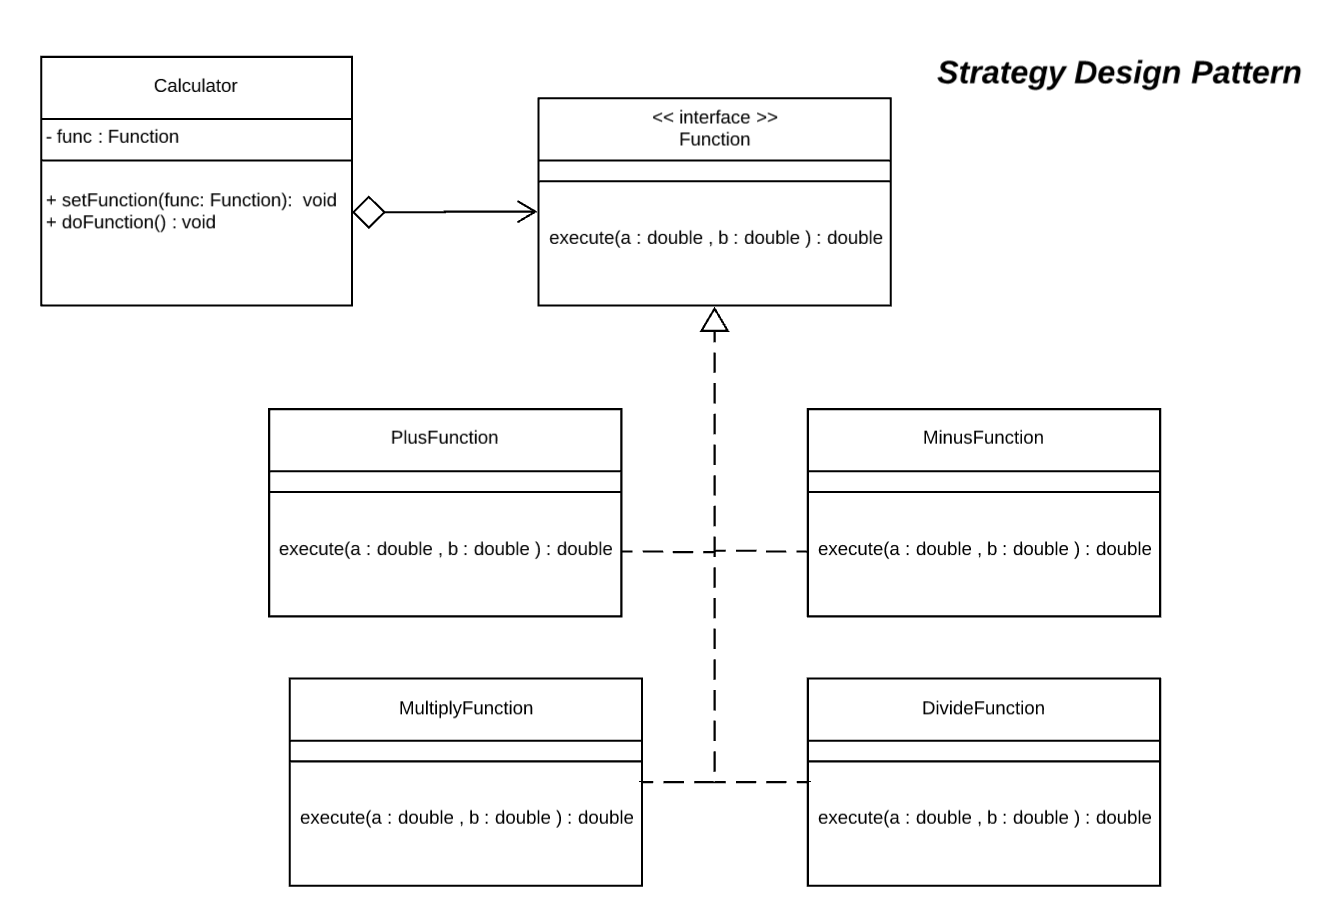 Strategy Design Pattern
Calculator
- func : Function
+ setFunction(func: Function):  void
+ doFunction() : void
<< interface >>
Function
execute(a : double , b : double ) : double
PlusFunction
execute(a : double , b : double ) : double
MinusFunction
execute(a : double , b : double ) : double
MultiplyFunction
execute(a : double , b : double ) : double
DivideFunction
execute(a : double , b : double ) : double